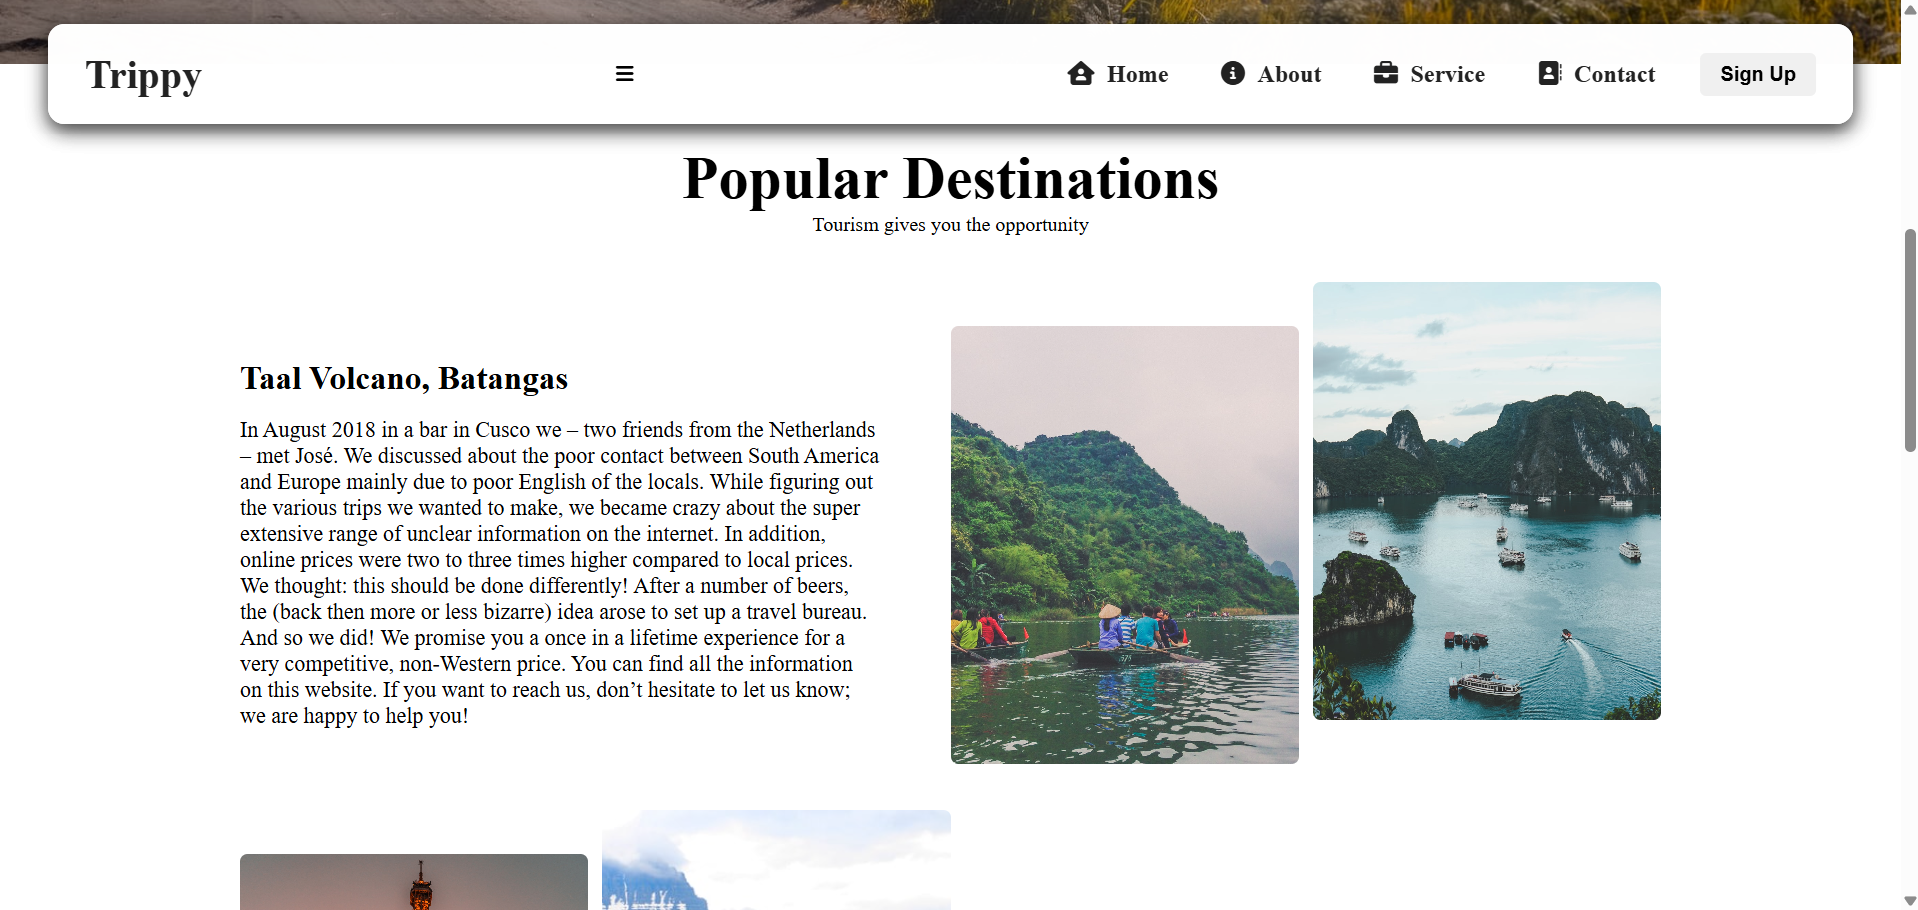 Trippy
Home
About
Service
Contact
Sign Up
Popular Destinations
Tourism gives you the opportunity
Taal Volcano, Batangas
In August 2018 in a bar in Cusco we – two friends from the Netherlands
– met José. We discussed about the poor contact between South America
and Europe mainly due to poor English of the locals. While figuring out
the various trips we wanted to make, we became crazy about the super
extensive range of unclear information on the internet. In addition,
online prices were two to three times higher compared to local prices.
We thought: this should be done differently! After a number of beers,
the (back then more or less bizarre) idea arose to set up a travel bureau.
And so we did! We promise you a once in a lifetime experience for a
very competitive, non-Western price. You can find all the information
on this website. If you want to reach us, don’t hesitate to let us know;
we are happy to help you!